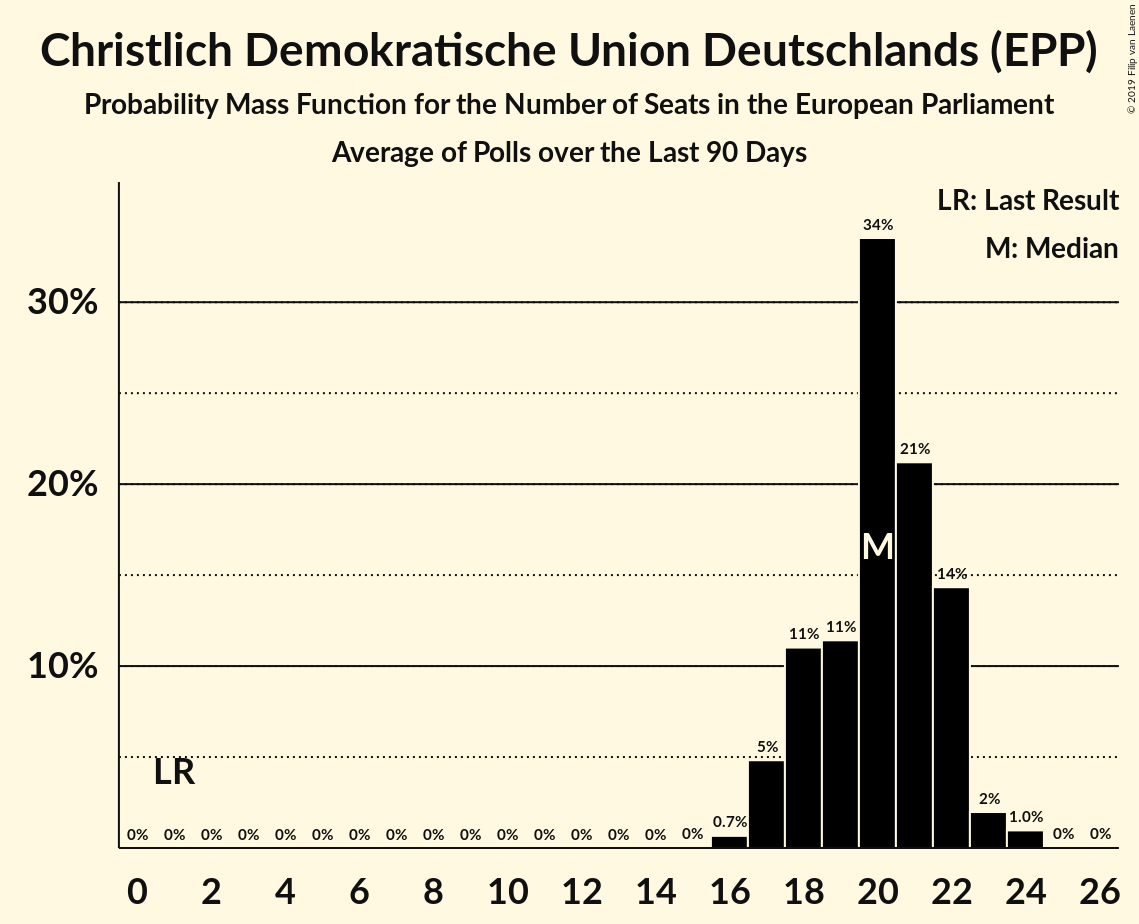 Christlich Demokratische Union Deutschlands (EPP)
Probability Mass Function for the Number of Seats in the European Parliament
Average of Polls over the Last 90 Days
© 2019 Filip van Laenen
LR: Last Result
M: Median
34%
30%
21%
20%
M
14%
11% 11%
10%
5%
LR
2%
0.7% 1.0%
0% 0% 0% 0% 0% 0% 0% 0% 0% 0% 0% 0% 0% 0% 0% 0% 0% 0%
0 2 4 6 8 10 12 14 16 18 20 22 24 26